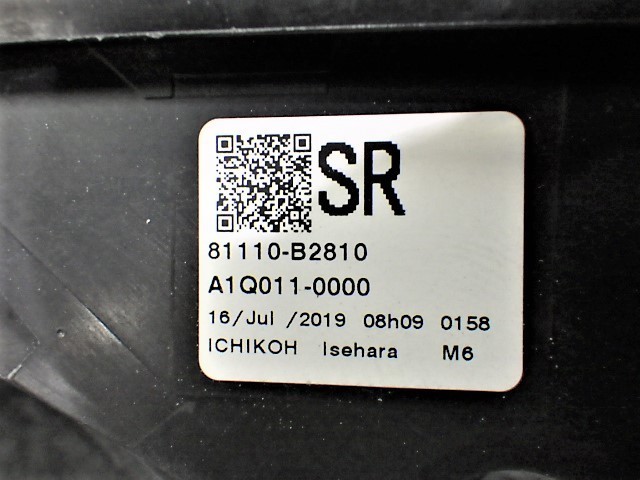 SR
81110-B2810
A1Q011-0000
16/Jul /2019 08h09 0158
ICHIKOH Isehara M6